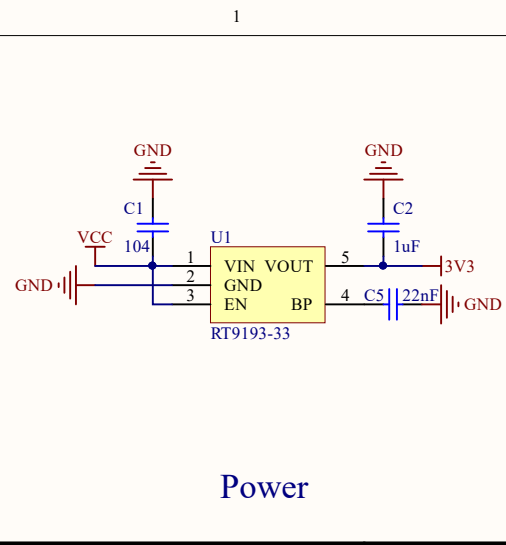 1
GND GND
C1 C2
VCC 104 U1 1uF
1 VIN VOUT 5 3V3
GND 2 GND
3 EN BP 4 C5 22nF GND
RT9193-33
Power